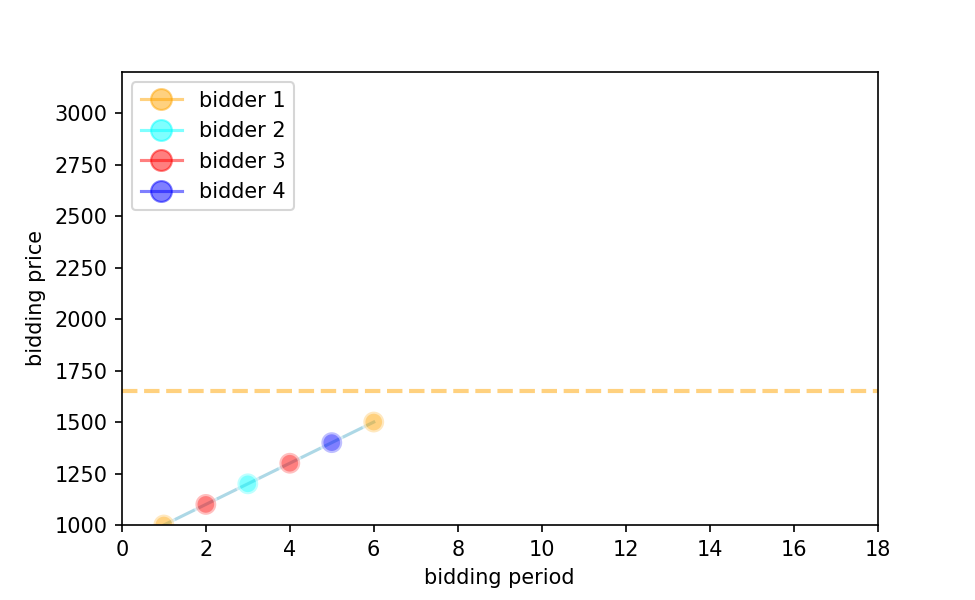 bidder 1
bidder 2
bidder 3
bidder 4
3000
2750
2500
2250
2000
1750
1500
1250
1000
bidding price
0 2 4 6 8 10 12 14 16 18
bidding period